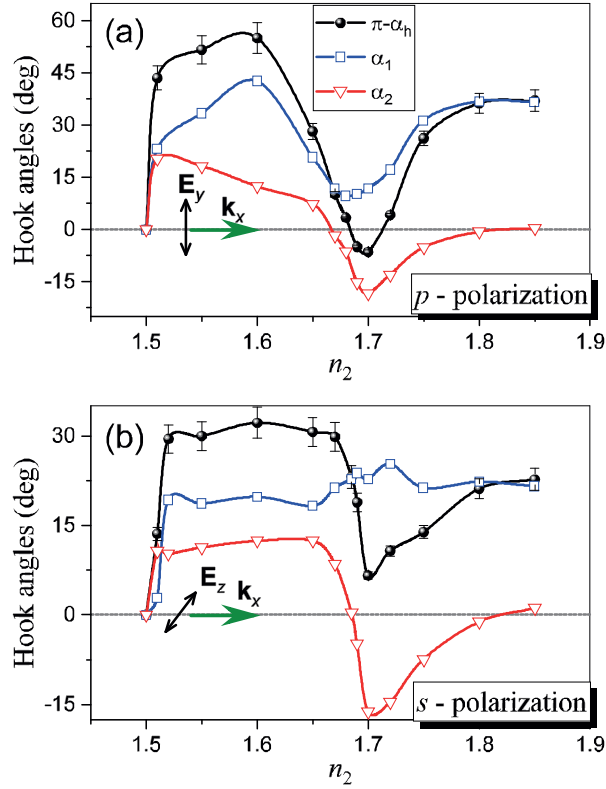 (a)
π-αh
α1
α2
60
45
30
15
0
-15
Hook angles (deg)
Ey
kx
p - polarization
1.5 1.6 1.7 1.8 1.9
n2
(b)
30
15
0
-15
Hook angles (deg)
Ez
kx
s - polarization
1.5 1.6 1.7 1.8 1.9
n2